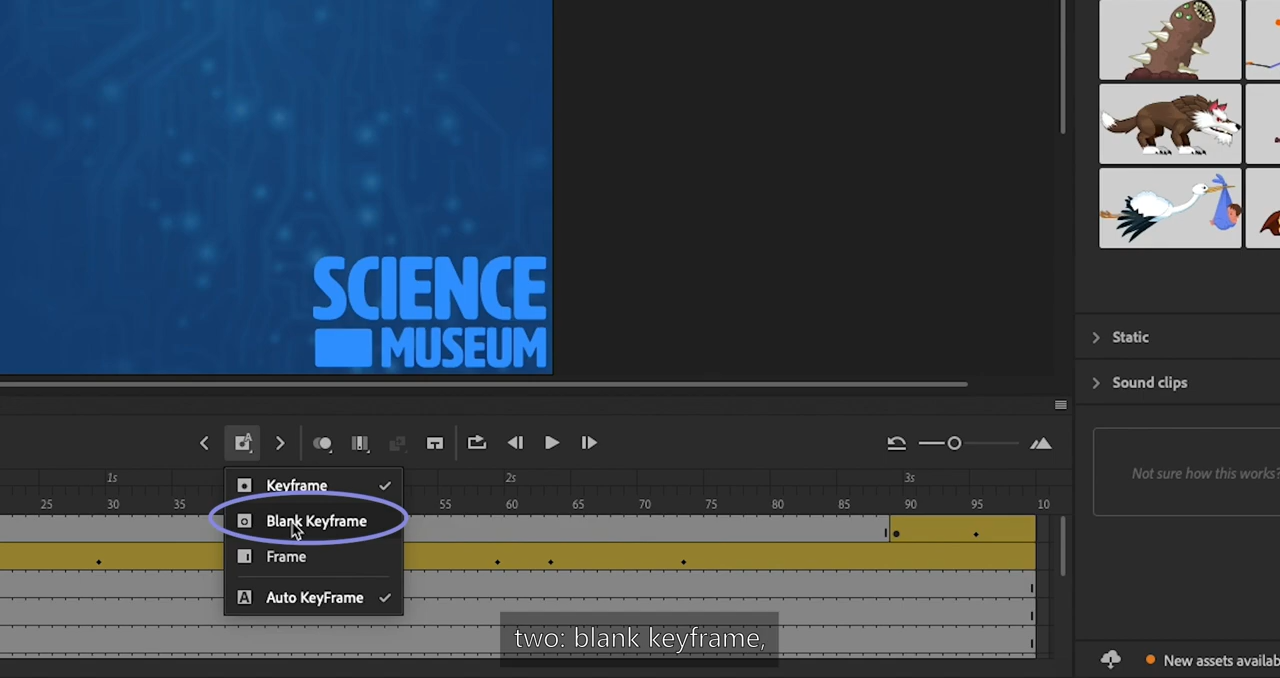 SCIENCE
MUSEUM
Static
Sound clips
Not sure how this works?
1s 2s 3s
25 30 35 55 60 65 70 75 80 85 90 95 10
Keyframe
Blank Keyframe
Frame
A Auto KeyFrame
two: blank keyframe,
New assets availab